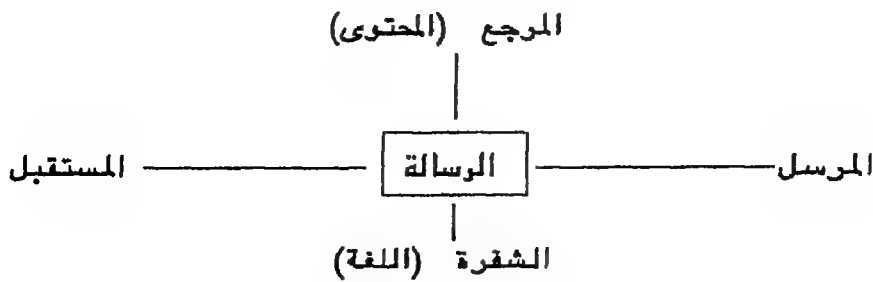 المرجع (المحتوى)
المرسل الرسالة المستقبل
الشفرة (اللغة)